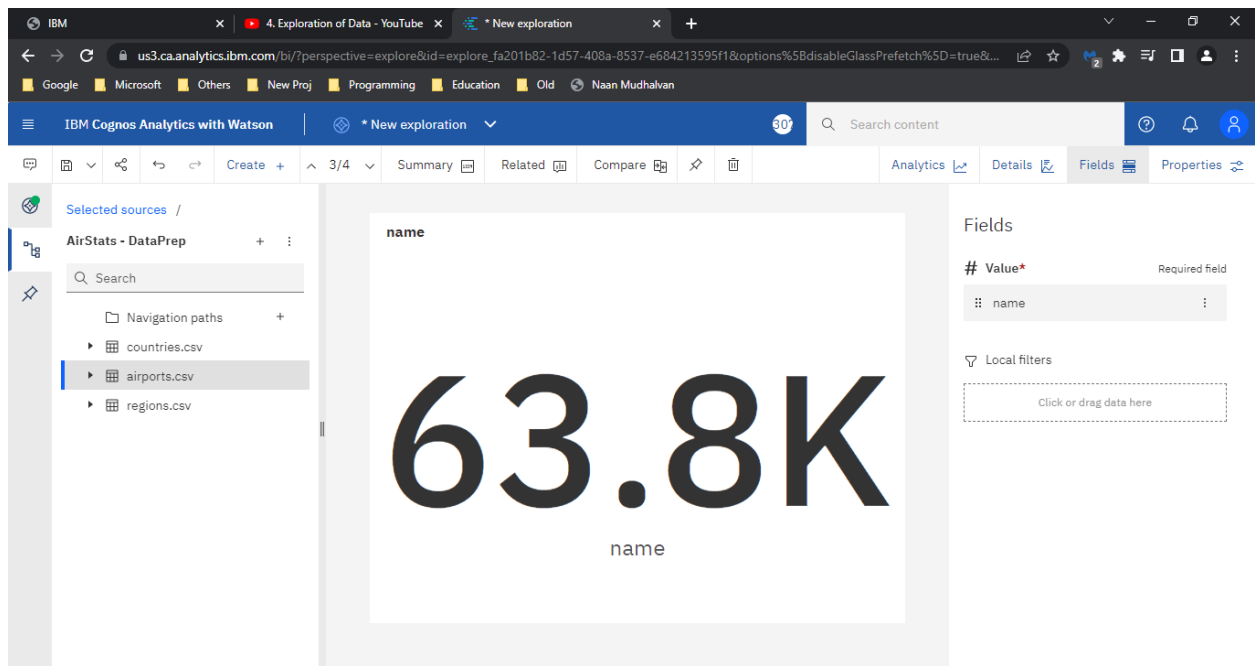 IBM
4. Exploration of Data - YouTube
* New exploration
us3.ca.analytics.ibm.com/bi/?perspective=explore&id=explore_fa201b82-1d57-408a-8537-e684213595f1&options%5BdisableGlassPrefetch%5D=true&...
2
Google Microsoft Others New Proj Programming Education Old Naan Mudhalvan
IBM Cognos Analytics with Watson * New exploration Search content
Create + 3/4 Summary Related Compare Analytics Details Fields Properties
Selected sources /
AirStats - DataPrep
Search
Navigation paths
countries.csv
airports.csv
regions.csv
name
63.8K
name
Fields
# Value* Required field
name
Local filters
Click or drag data here